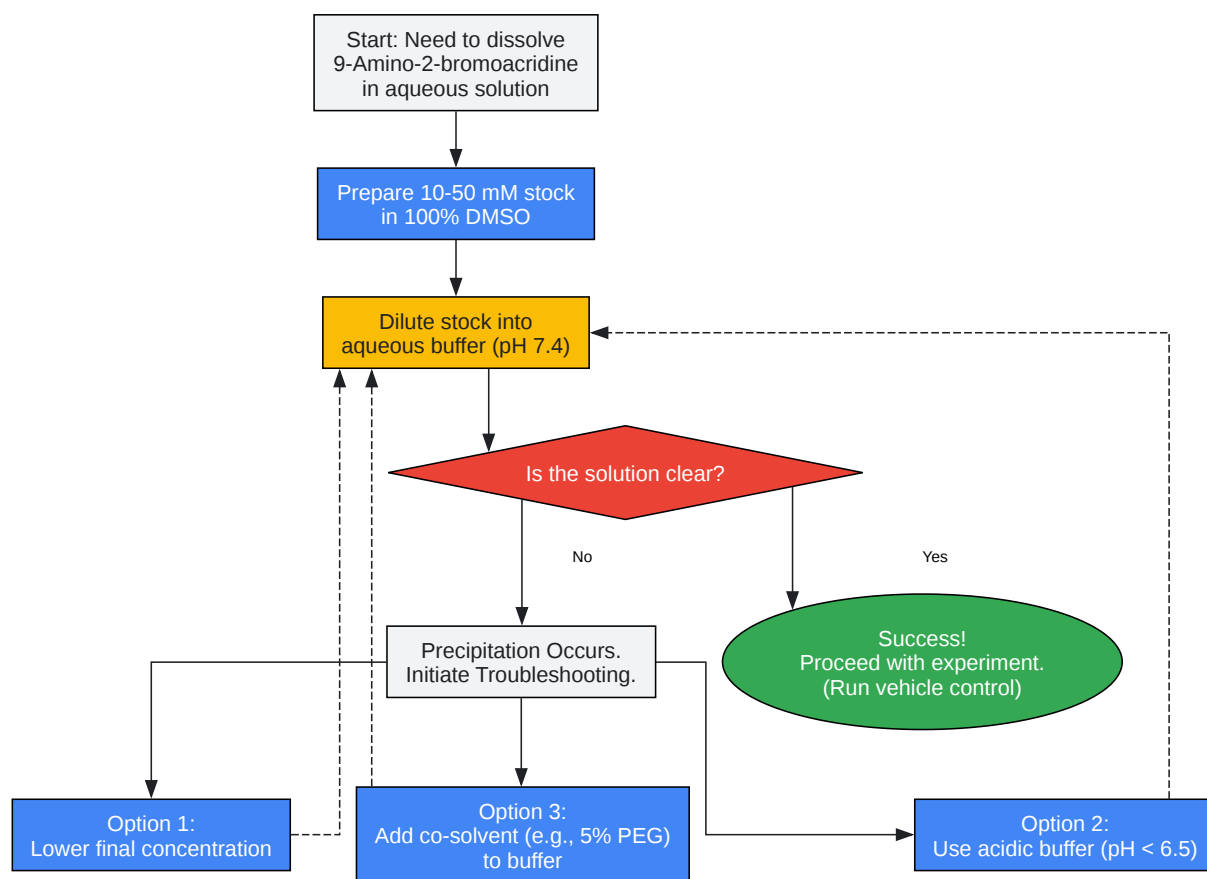 Start: Need to dissolve
9-Amino-2-bromoacridine
in aqueous solution
Prepare 10-50 mM stock
in 100% DMSO
Dilute stock into
aqueous buffer (pH 7.4)
Is the solution clear?
No
Yes
Precipitation Occurs.
Initiate Troubleshooting.
Success!
Proceed with experiment.
(Run vehicle control)
Option 1:
Lower final concentration
Option 3:
Add co-solvent (e.g., 5% PEG)
to buffer
Option 2:
Use acidic buffer (pH < 6.5)